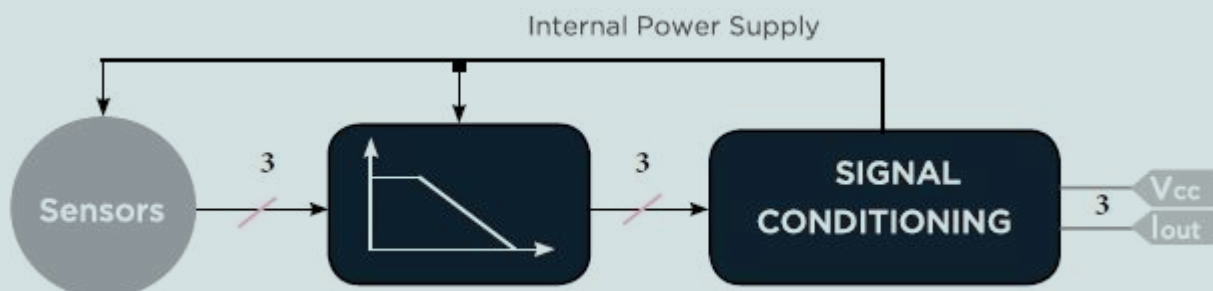 Internal Power Supply
3
3
Sensors
SIGNAL
CONDITIONING
3
Vcc
Iout